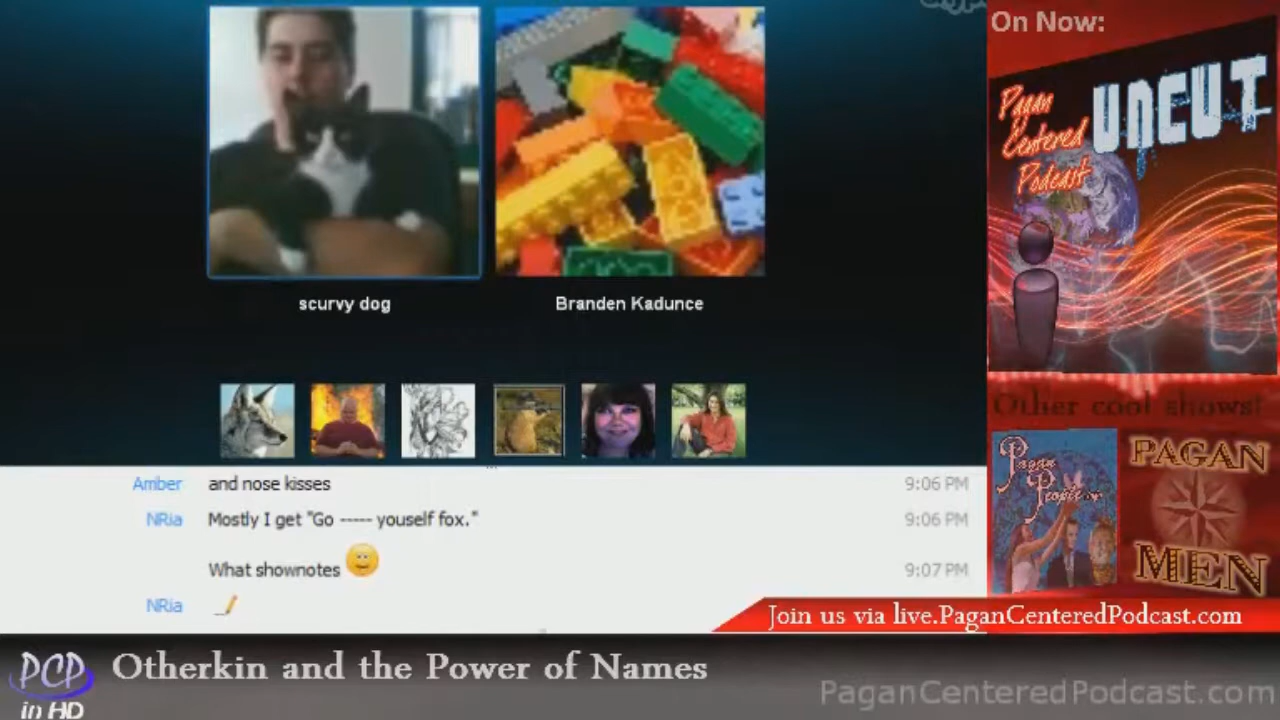 On Now:
Pagan
Centered
Podcast
UNCUT
scurvy dog
Branden Kadunce
Other cool shows!
Amber and nose kisses 9:06 PM
NRia Mostly I get "Go ----- youself fox." 9:06 PM
What shownotes 9:07 PM
NRia
Pagan
People
PAGAN
MEN
Join us via live.PaganCenteredPodcast.com
PCP
in HD
Otherkin and the Power of Names
PaganCenteredPodcast.com